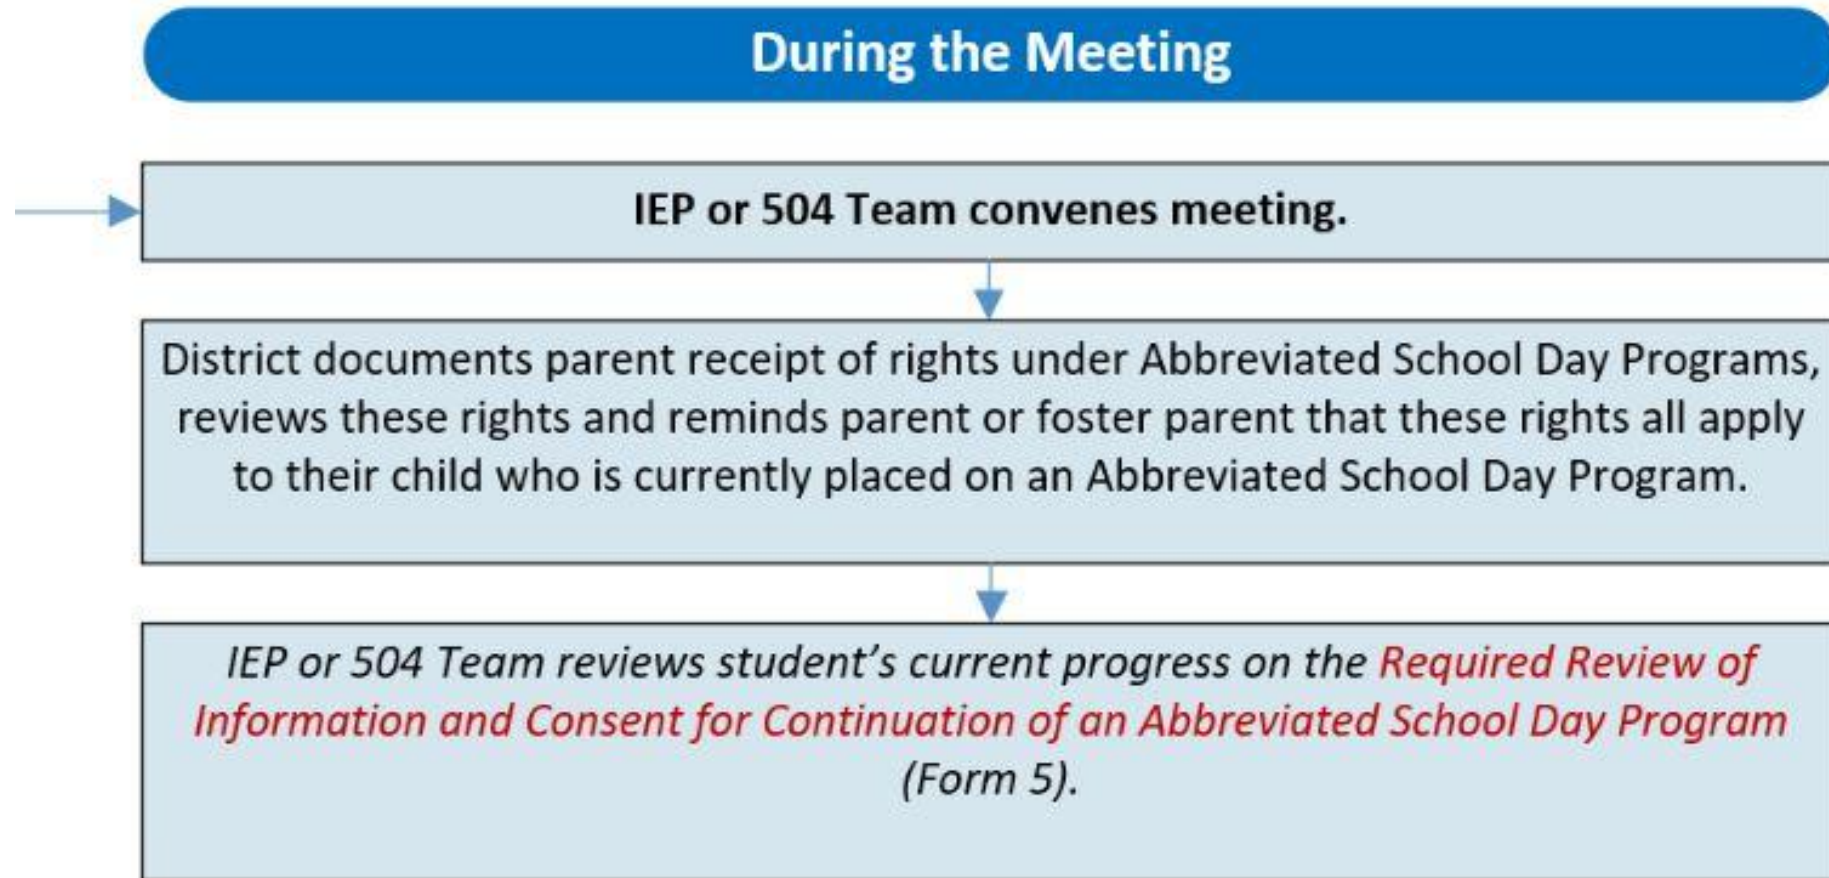 During the Meeting
IEP or 504 Team convenes meeting.
District documents parent receipt of rights under Abbreviated School Day Programs,
reviews these rights and reminds parent or foster parent that these rights all apply
to their child who is currently placed on an Abbreviated School Day Program.
IEP or 504 Team reviews student’s current progress on the Required Review of
Information and Consent for Continuation of an Abbreviated School Day Program
(Form 5).